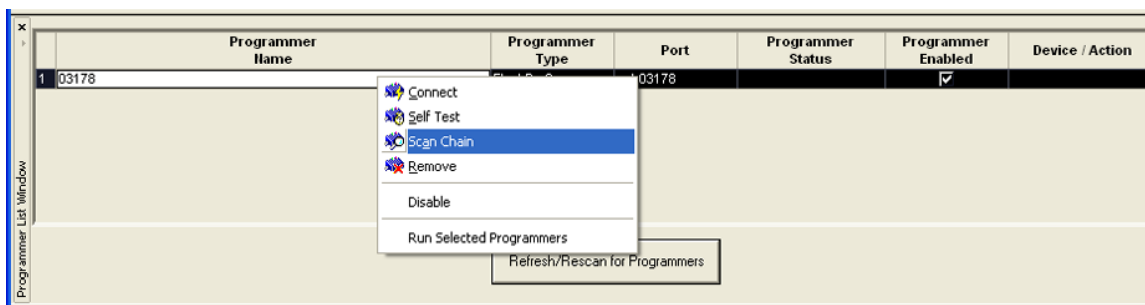 Programmer Name
Programmer Type
Port
Programmer Status
Programmer Enabled
Device / Action
1 03178
03178
Connect
Self Test
Scan Chain
Remove
Disable
Run Selected Programmers
Refresh/Rescan for Programmers
Programmer List Window